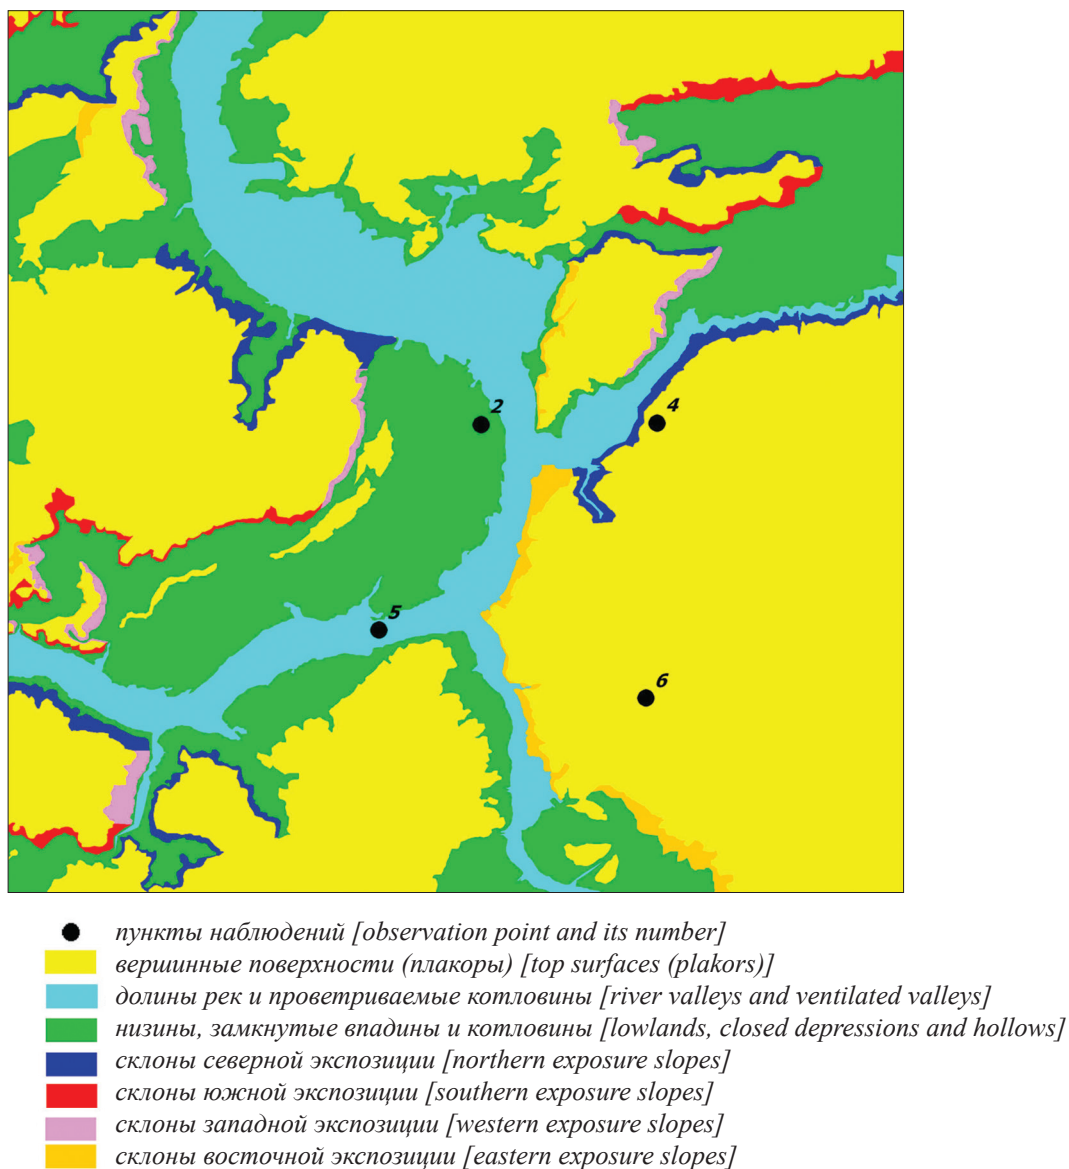 2
4
5
6
пункты наблюдений [observation point and its number]
вершинные поверхности (плакоры) [top surfaces (plakors)]
долины рек и проветриваемые котловины [river valleys and ventilated valleys]
низины, замкнутые впадины и котловины [lowlands, closed depressions and hollows]
склоны северной экспозиции [northern exposure slopes]
склоны южной экспозиции [southern exposure slopes]
склоны западной экспозиции [western exposure slopes]
склоны восточной экспозиции [eastern exposure slopes]